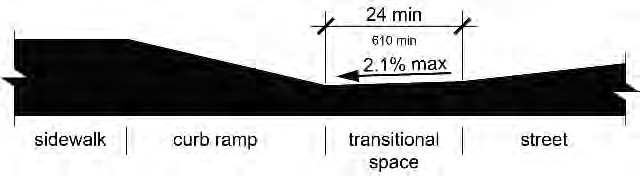 24 min
610 min
2.1% max
sidewalk curb ramp transitional street
space